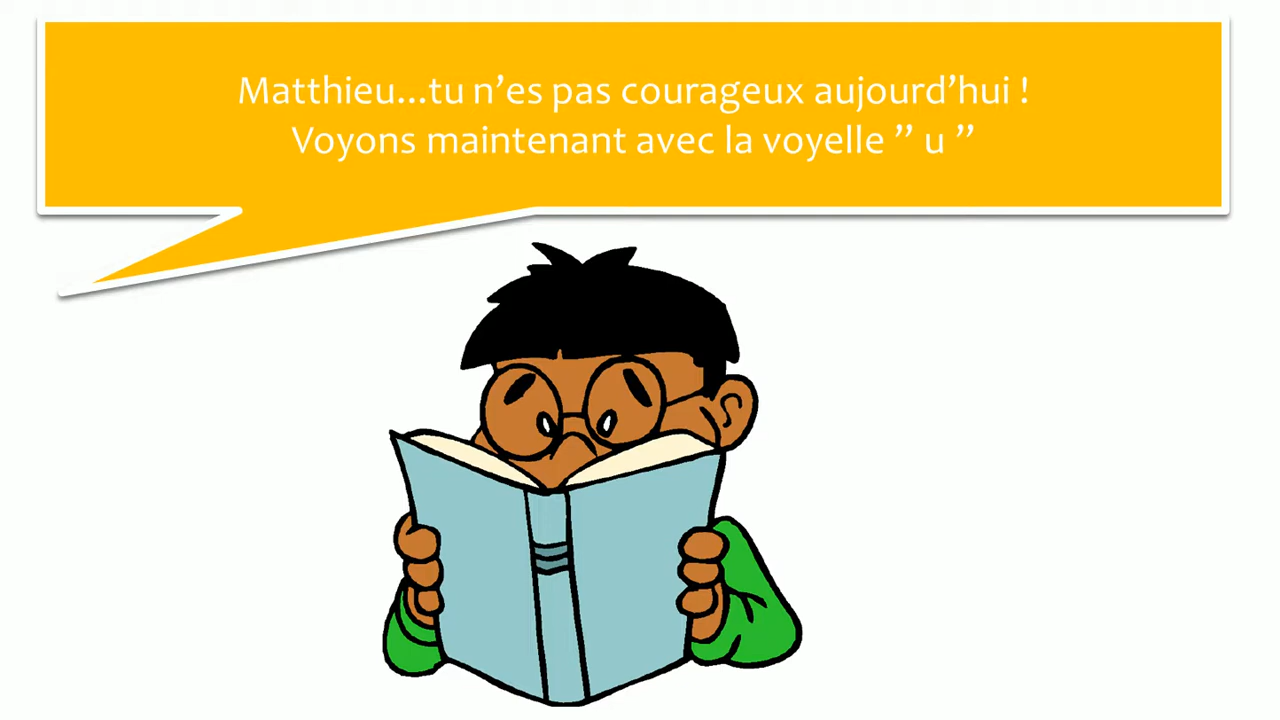 Matthieu...tu n’es pas courageux aujourd’hui !
Voyons maintenant avec la voyelle ” u ”